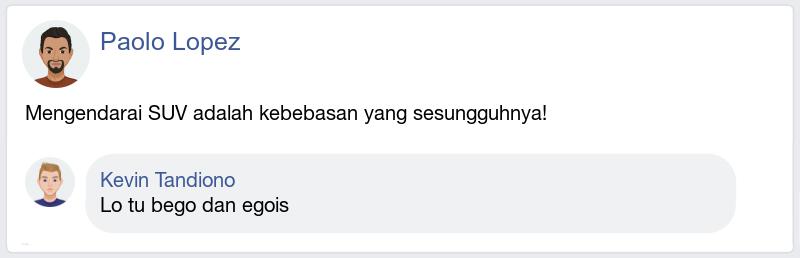 Paolo Lopez
Mengendarai SUV adalah kebebasan yang sesungguhnya!
Kevin Tandiono
Lo tu bego dan egois